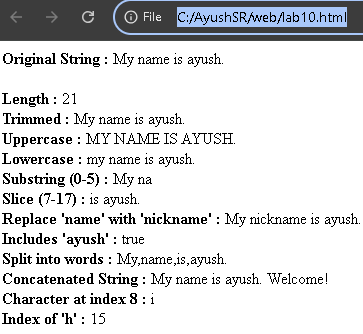 File C:/AyushSR/web/lab10.html
Original String : My name is ayush.
Length : 21
Trimmed : My name is ayush.
Uppercase : MY NAME IS AYUSH.
Lowercase : my name is ayush.
Substring (0-5) : My na
Slice (7-17) : is ayush.
Replace 'name' with 'nickname' : My nickname is ayush.
Includes 'ayush' : true
Split into words : My,name,is,ayush.
Concatenated String : My name is ayush. Welcome!
Character at index 8 : i
Index of 'h' : 15